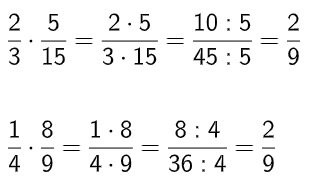 2/3 · 5/15 = 2 · 5/3 · 15 = 10 : 5/45 : 5 = 2/9
1/4 · 8/9 = 1 · 8/4 · 9 = 8 : 4/36 : 4 = 2/9